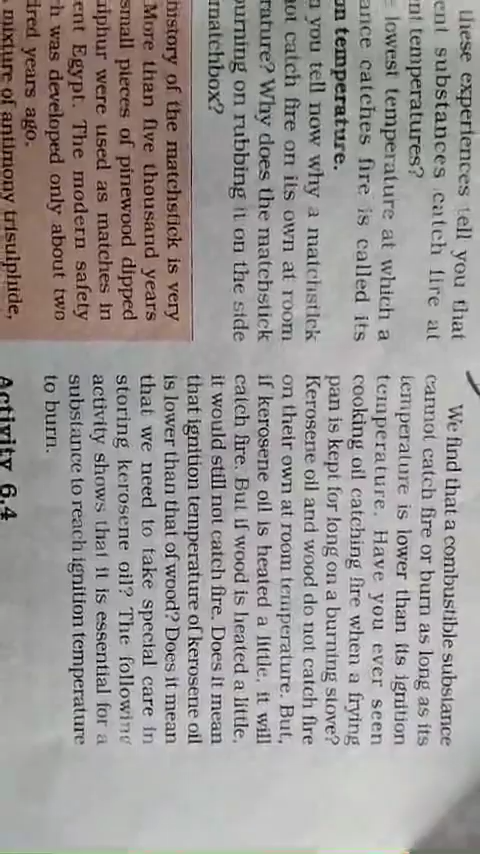 these experiences tell you that
ent substances catch fire at
nt temperatures?
lowest temperature at which a
ance catches fire is called its
on temperature.
you tell now why a matchstick
not catch fire on its own at room
rature? Why does the matchstick
burning on rubbing it on the side
matchbox?
history of the matchstick is very
More than five thousand years
small pieces of pinewood dipped
ulphur were used as matches in
ent Egypt. The modern safety
h was developed only about two
dred years ago.
mixture of antimony trisulphide,
We find that a combustible substance
cannot catch fire or burn as long as its
temperature is lower than its ignition
temperature. Have you ever seen
cooking oil catching fire when a frying
pan is kept for long on a burning stove?
Kerosene oil and wood do not catch fire
on their own at room temperature. But,
if kerosene oil is heated a little, it will
catch fire. But if wood is heated a little,
it would still not catch fire. Does it mean
that ignition temperature of kerosene oil
is lower than that of wood? Does it mean
that we need to take special care in
storing kerosene oil? The following
activity shows that it is essential for a
substance to reach ignition temperature
to burn.
Activity 6.4